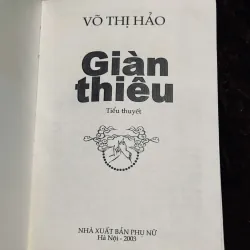 VÕ THỊ HẢO
Giàn
thiêu
Tiểu thuyết
NHÀ XUẤT BẢN PHỤ NỮ
Hà Nội - 2003